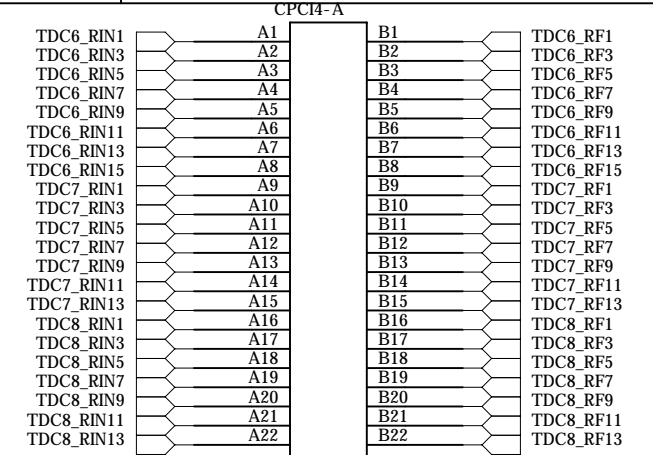 CPCI4-A
TDC6_RIN1 A1 B1 TDC6_RF1
TDC6_RIN3 A2 B2 TDC6_RF3
TDC6_RIN5 A3 B3 TDC6_RF5
TDC6_RIN7 A4 B4 TDC6_RF7
TDC6_RIN9 A5 B5 TDC6_RF9
TDC6_RIN11 A6 B6 TDC6_RF11
TDC6_RIN13 A7 B7 TDC6_RF13
TDC6_RIN15 A8 B8 TDC6_RF15
TDC7_RIN1 A9 B9 TDC7_RF1
TDC7_RIN3 A10 B10 TDC7_RF3
TDC7_RIN5 A11 B11 TDC7_RF5
TDC7_RIN7 A12 B12 TDC7_RF7
TDC7_RIN9 A13 B13 TDC7_RF9
TDC7_RIN11 A14 B14 TDC7_RF11
TDC7_RIN13 A15 B15 TDC7_RF13
TDC8_RIN1 A16 B16 TDC8_RF1
TDC8_RIN3 A17 B17 TDC8_RF3
TDC8_RIN5 A18 B18 TDC8_RF5
TDC8_RIN7 A19 B19 TDC8_RF7
TDC8_RIN9 A20 B20 TDC8_RF9
TDC8_RIN11 A21 B21 TDC8_RF11
TDC8_RIN13 A22 B22 TDC8_RF13